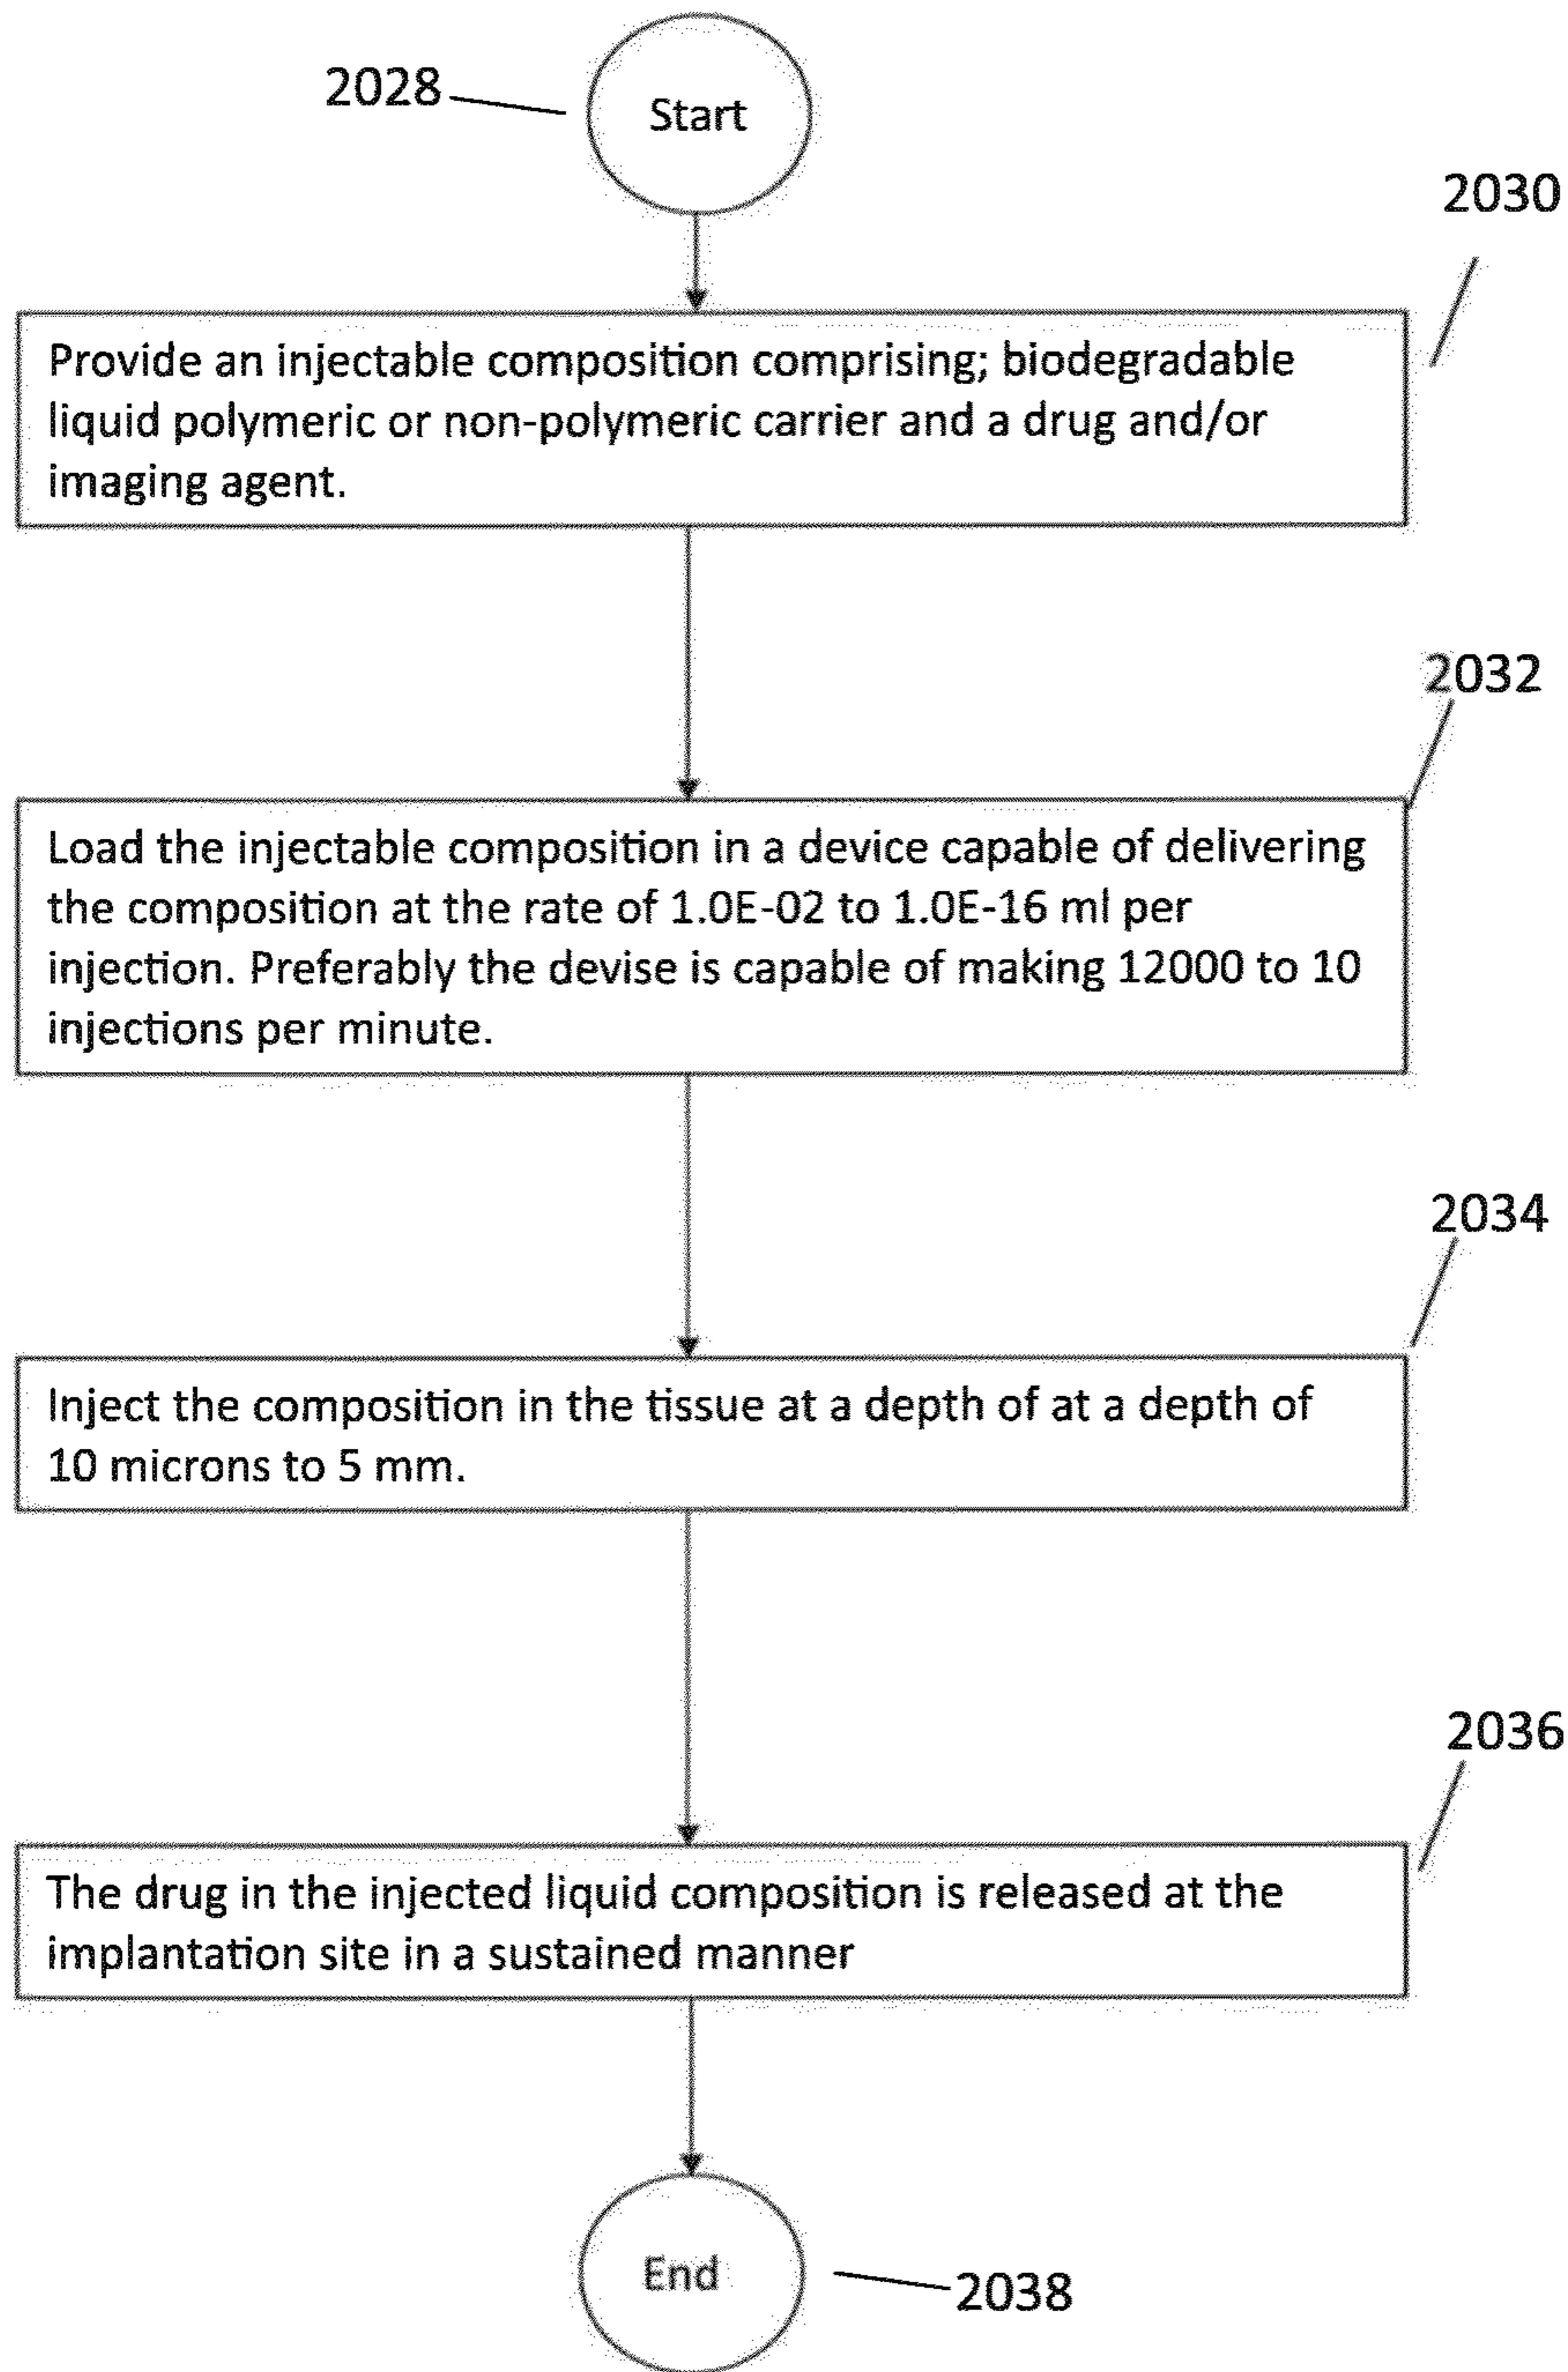 2028
Start
2030
Provide an injectable composition comprising; biodegradable
liquid polymeric or non-polymeric carrier and a drug and/or
imaging agent.
2032
Load the injectable composition in a device capable of delivering
the composition at the rate of 1.0E-02 to 1.0E-16 ml per
injection. Preferably the devise is capable of making 12000 to 10
injections per minute.
2034
Inject the composition in the tissue at a depth of at a depth of
10 microns to 5 mm.
2036
The drug in the injected liquid composition is released at the
implantation site in a sustained manner
End
2038